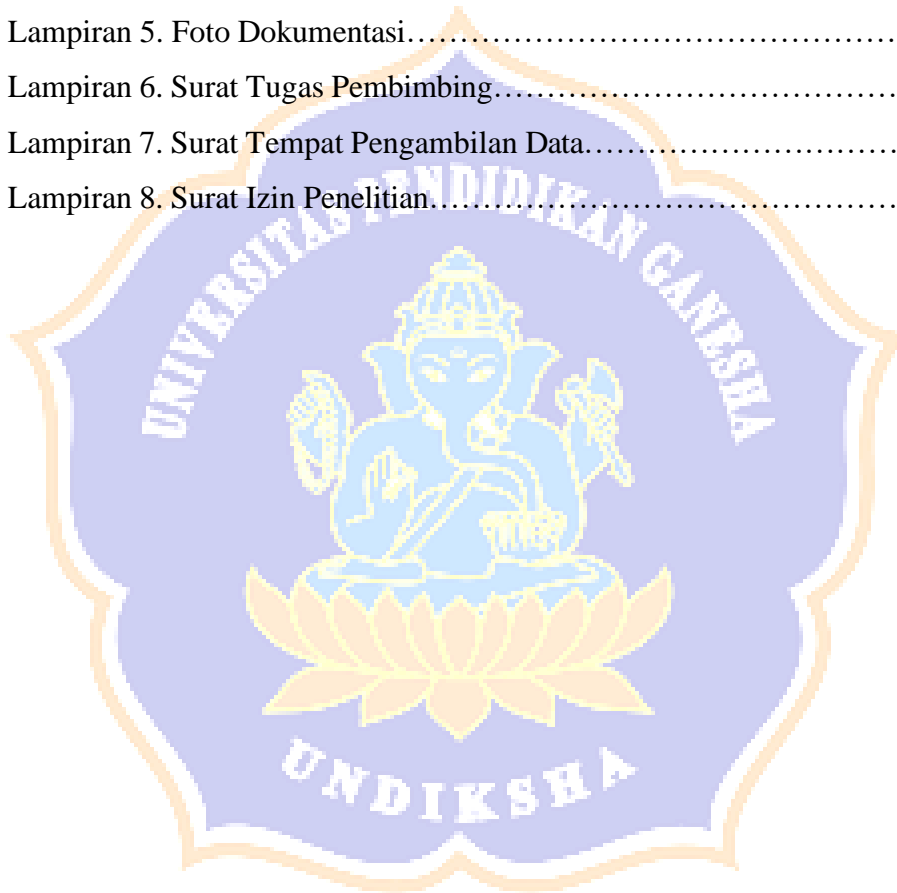 Lampiran 5. Foto Dokumentasi……………………………………
Lampiran 6. Surat Tugas Pembimbing………………………………
Lampiran 7. Surat Tempat Pengambilan Data………………………
Lampiran 8. Surat Izin Penelitian……………………………………
UNIVERSITAS PENDIDIKAN GANESHA
UNDIKSHA